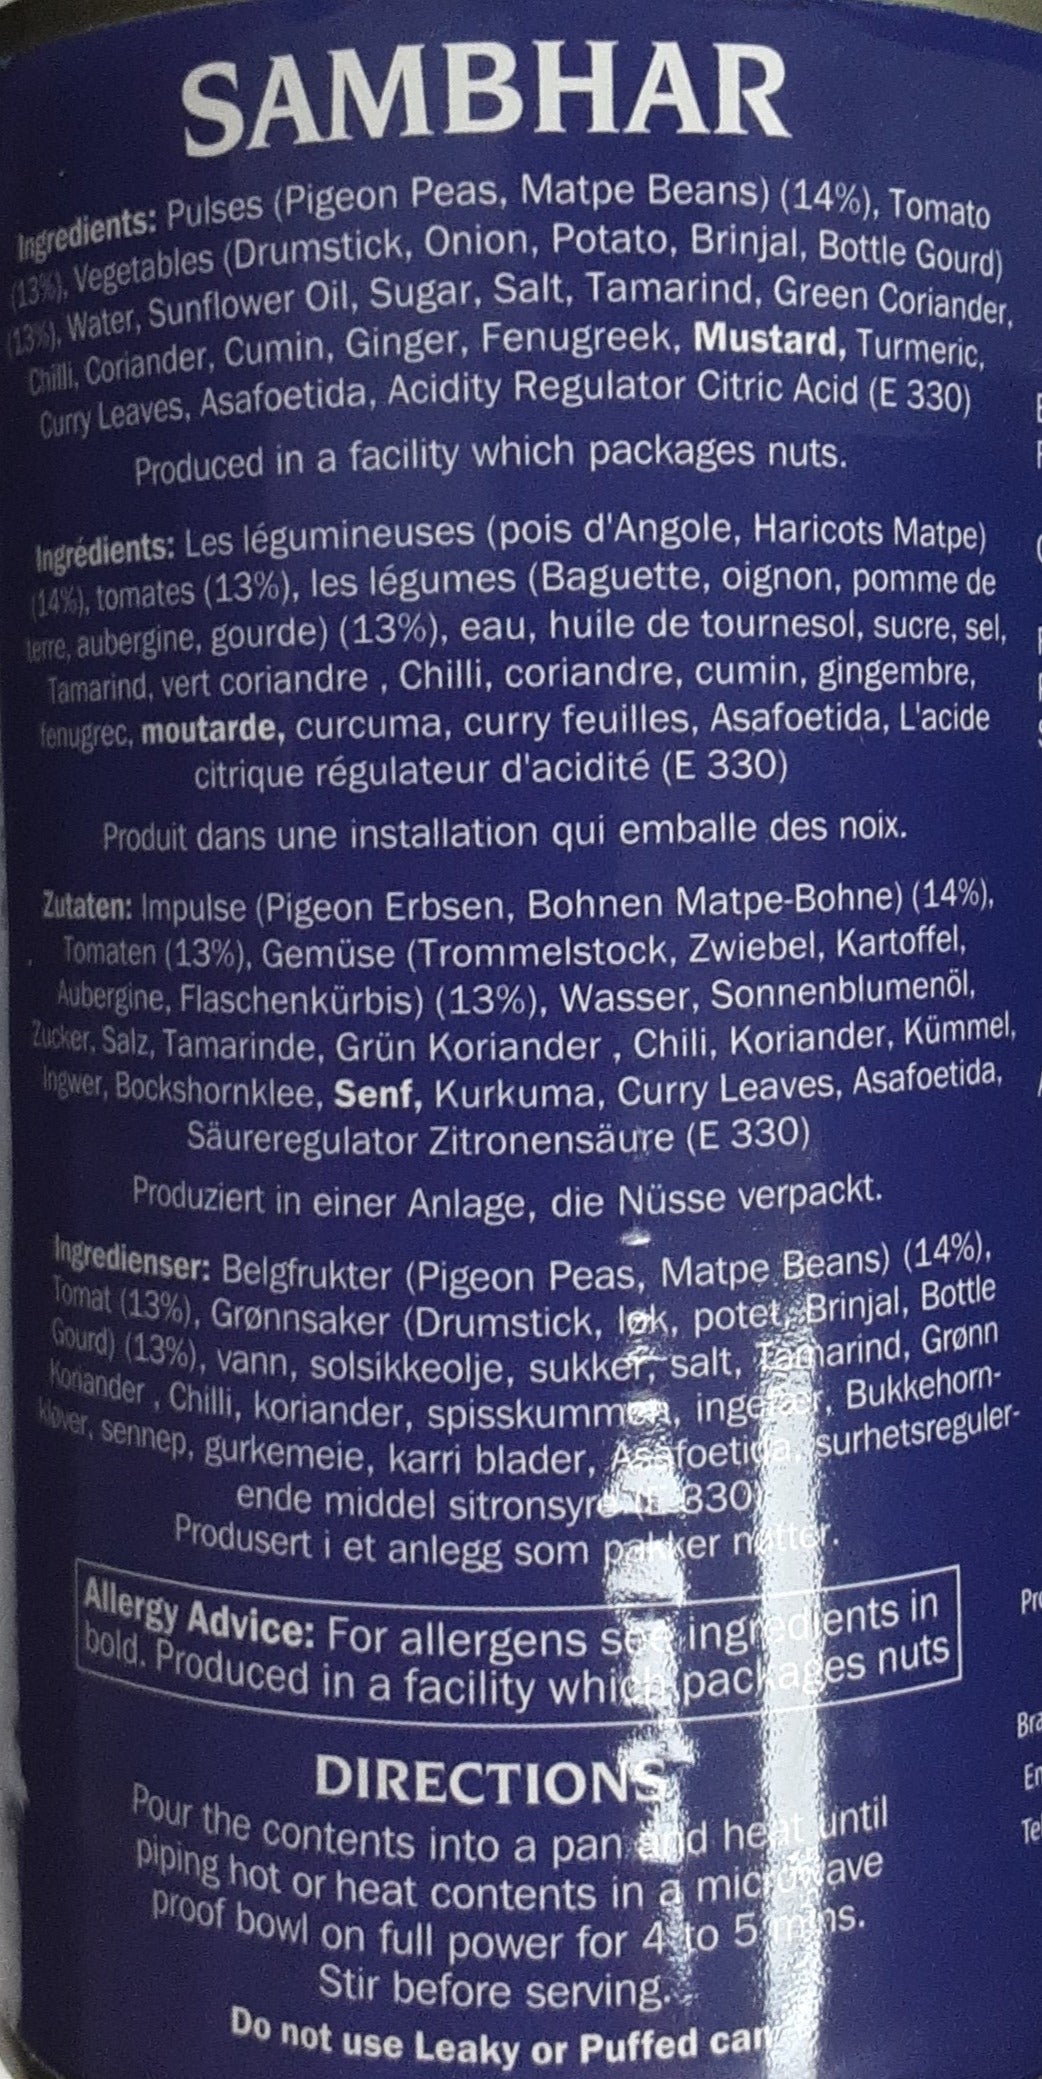 SAMBHAR
Ingredients: Pulses (Pigeon Peas, Matpe Beans) (14%), Tomato
(13%), Vegetables (Drumstick, Onion, Potato, Brinjal, Bottle Gourd)
(13%), Water, Sunflower Oil, Sugar, Salt, Tamarind, Green Coriander,
Chilli, Coriander, Cumin, Ginger, Fenugreek, Mustard, Turmeric,
Curry Leaves, Asafoetida, Acidity Regulator Citric Acid (E 330)
Produced in a facility which packages nuts.
Ingrédients: Les légumineuses (pois d'Angole, Haricots Matpe)
(14%), tomates (13%), les légumes (Baguette, oignon, pomme de
terre, aubergine, gourde) (13%), eau, huile de tournesol, sucre, sel,
Tamarind, vert coriandre , Chilli, coriandre, cumin, gingembre,
fenugrec, moutarde, curcuma, curry feuilles, Asafoetida, L'acide
citrique régulateur d'acidité (E 330)
Produit dans une installation qui emballe des noix.
Zutaten: Impulse (Pigeon Erbsen, Bohnen Matpe-Bohne) (14%),
Tomaten (13%), Gemüse (Trommelstock, Zwiebel, Kartoffel,
Aubergine, Flaschenkürbis) (13%), Wasser, Sonnenblumenöl,
Zucker, Salz, Tamarinde, Grün Koriander , Chili, Koriander, Kümmel,
Ingwer, Bockshornklee, Senf, Kurkuma, Curry Leaves, Asafoetida,
Säureregulator Zitronensäure (E 330)
Produziert in einer Anlage, die Nüsse verpackt.
Ingredienser: Belgfrukter (Pigeon Peas, Matpe Beans) (14%),
Tomat (13%), Grønnsaker (Drumstick, løk, potet, Brinjal, Bottle
Gourd) (13%), vann, solsikkeolje, sukker, salt, Tamarind, Grønn
Koriander , Chilli, koriander, spisskummen, ingefær, Bukkehorn-
kløver, sennep, gurkemeie, karri blader, Asafoetida, surhetsreguler-
ende middel sitronsyre (E 330)
Produsert i et anlegg som pakker nøtter.
Allergy Advice: For allergens see ingredients in
bold. Produced in a facility which packages nuts
DIRECTIONS
Pour the contents into a pan and heat until
piping hot or heat contents in a microwave
proof bowl on full power for 4 to 5 mins.
Stir before serving.
Do not use Leaky or Puffed can